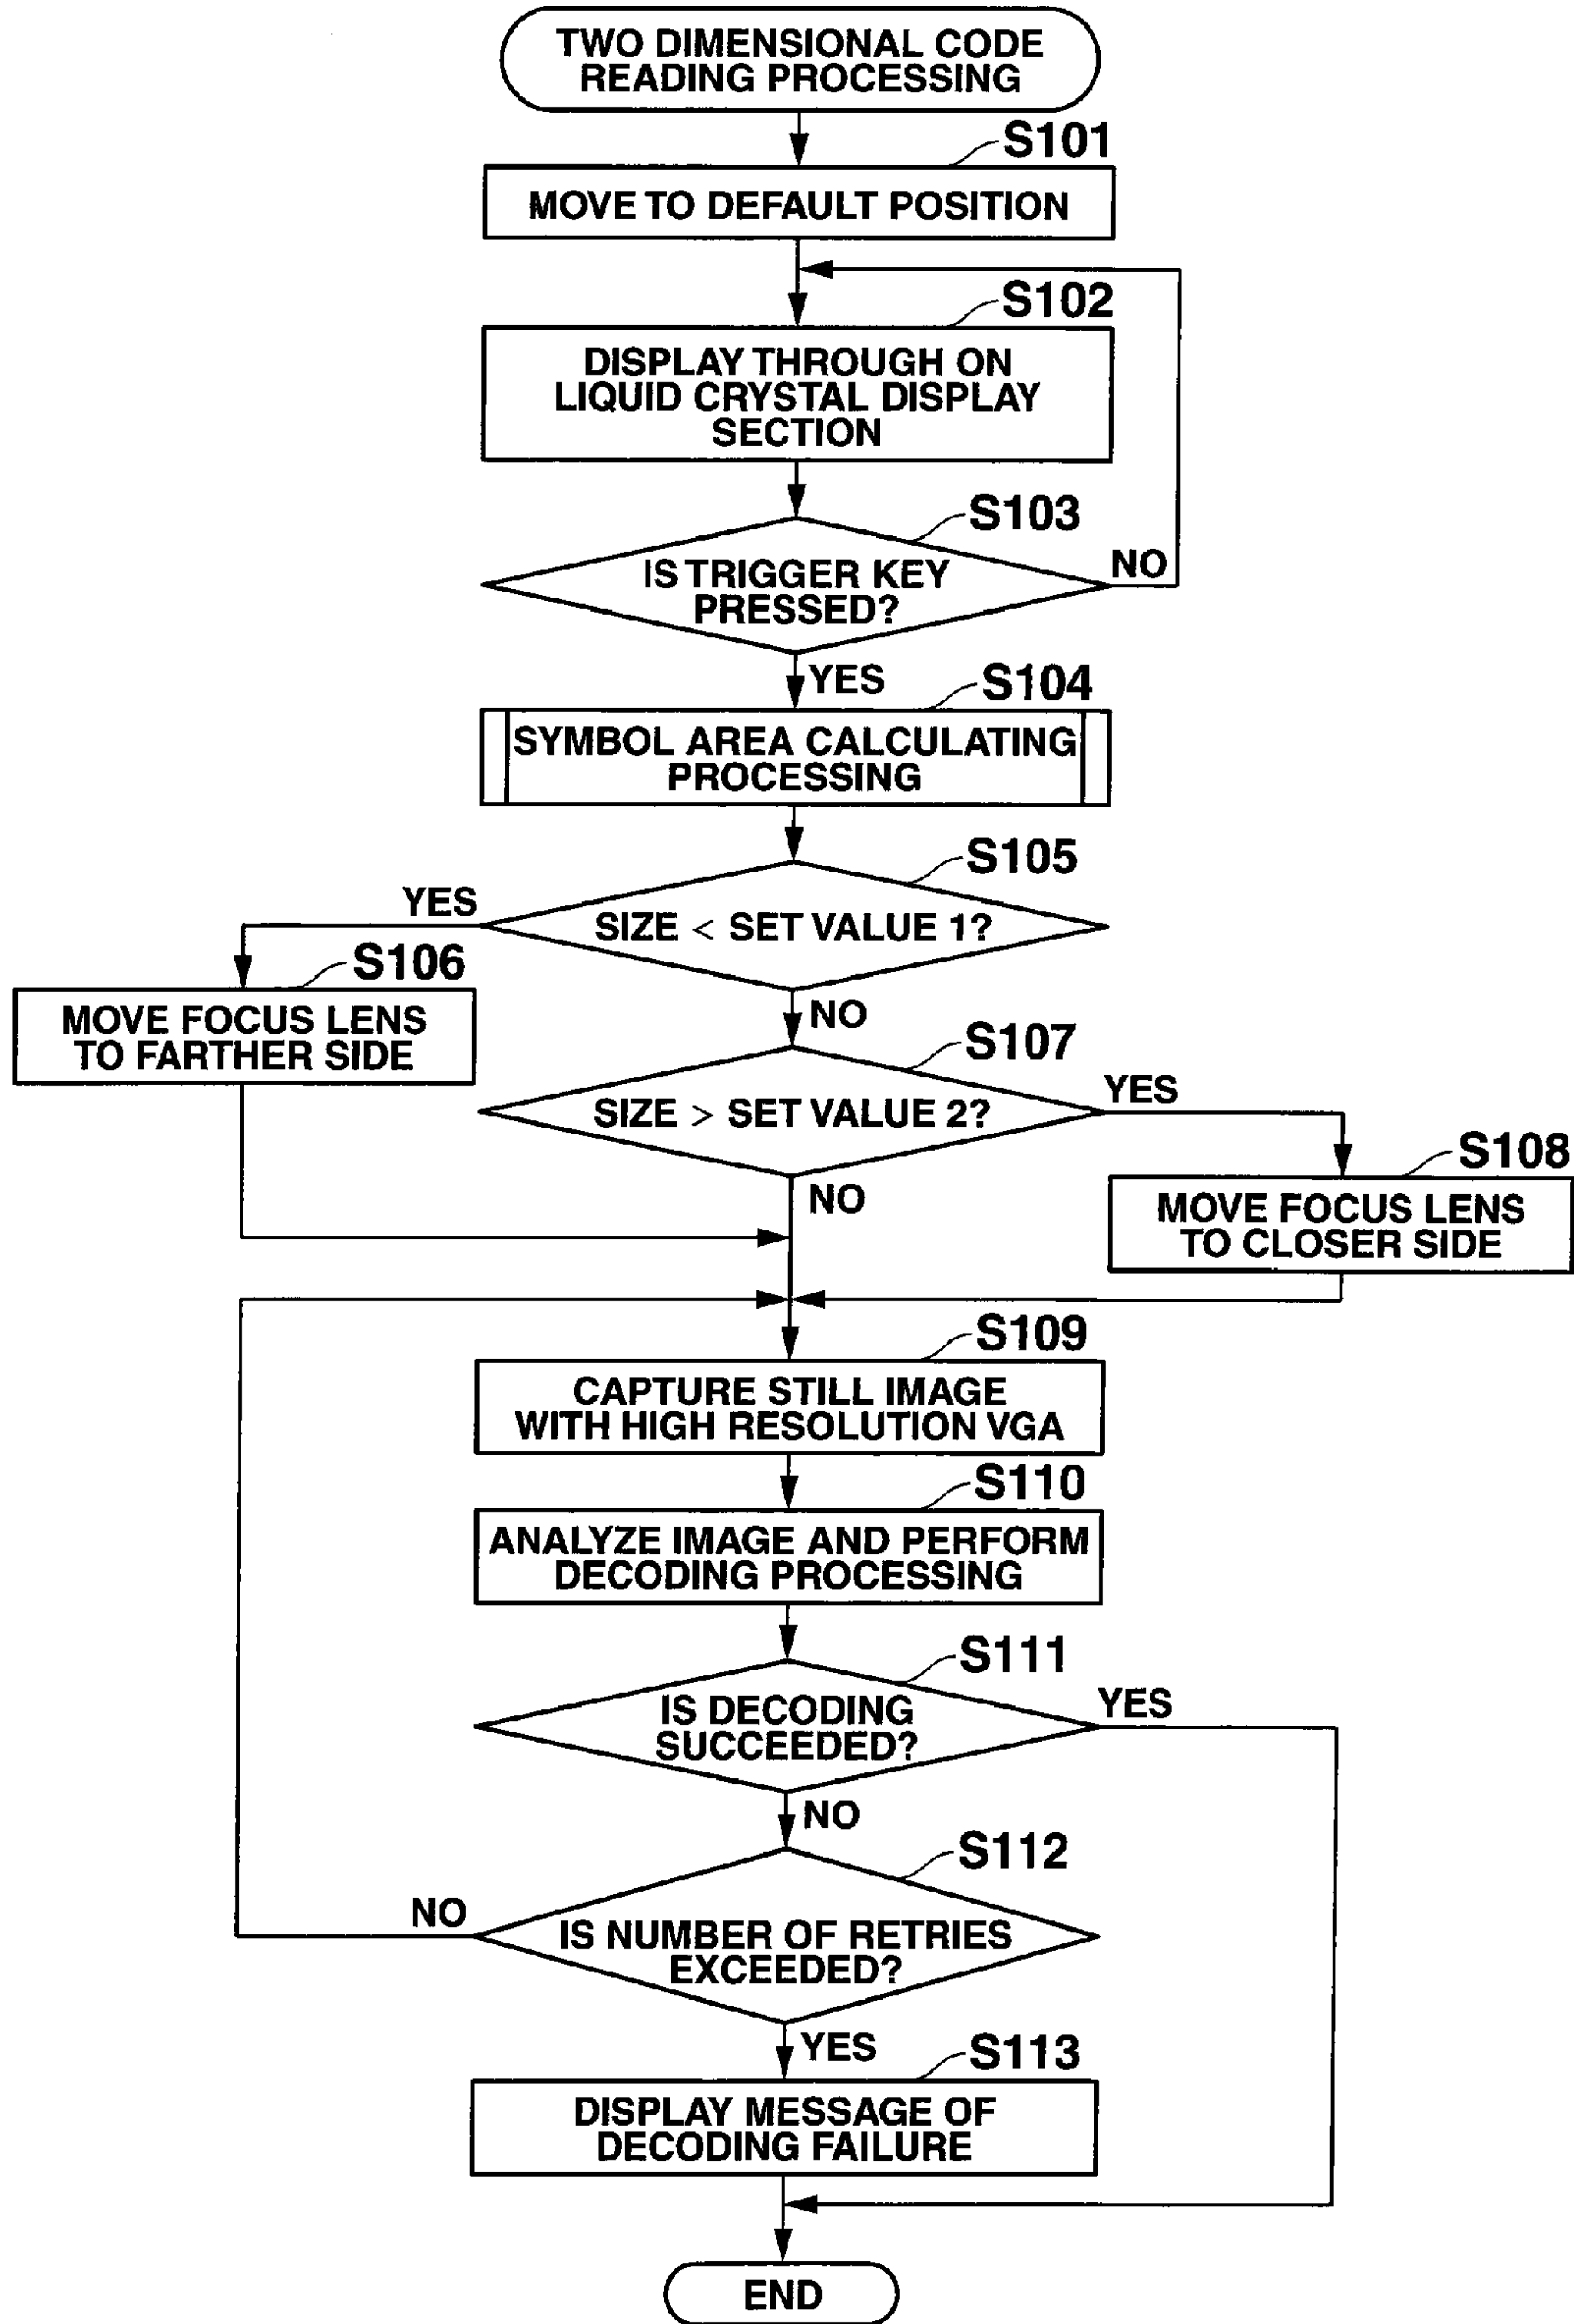 TWO DIMENSIONAL CODE
READING PROCESSING
S101
MOVE TO DEFAULT POSITION
S102
DISPLAY THROUGH ON
LIQUID CRYSTAL DISPLAY
SECTION
S103
IS TRIGGER KEY
PRESSED?
NO
YES
S104
SYMBOL AREA CALCULATING
PROCESSING
S105
YES
SIZE < SET VALUE 1?
S106
MOVE FOCUS LENS
TO FARTHER SIDE
NO
S107
SIZE > SET VALUE 2?
YES
S108
MOVE FOCUS LENS
TO CLOSER SIDE
NO
S109
CAPTURE STILL IMAGE
WITH HIGH RESOLUTION VGA
S110
ANALYZE IMAGE AND PERFORM
DECODING PROCESSING
S111
IS DECODING
SUCCEEDED?
YES
NO
S112
NO
IS NUMBER OF RETRIES
EXCEEDED?
YES
S113
DISPLAY MESSAGE OF
DECODING FAILURE
END